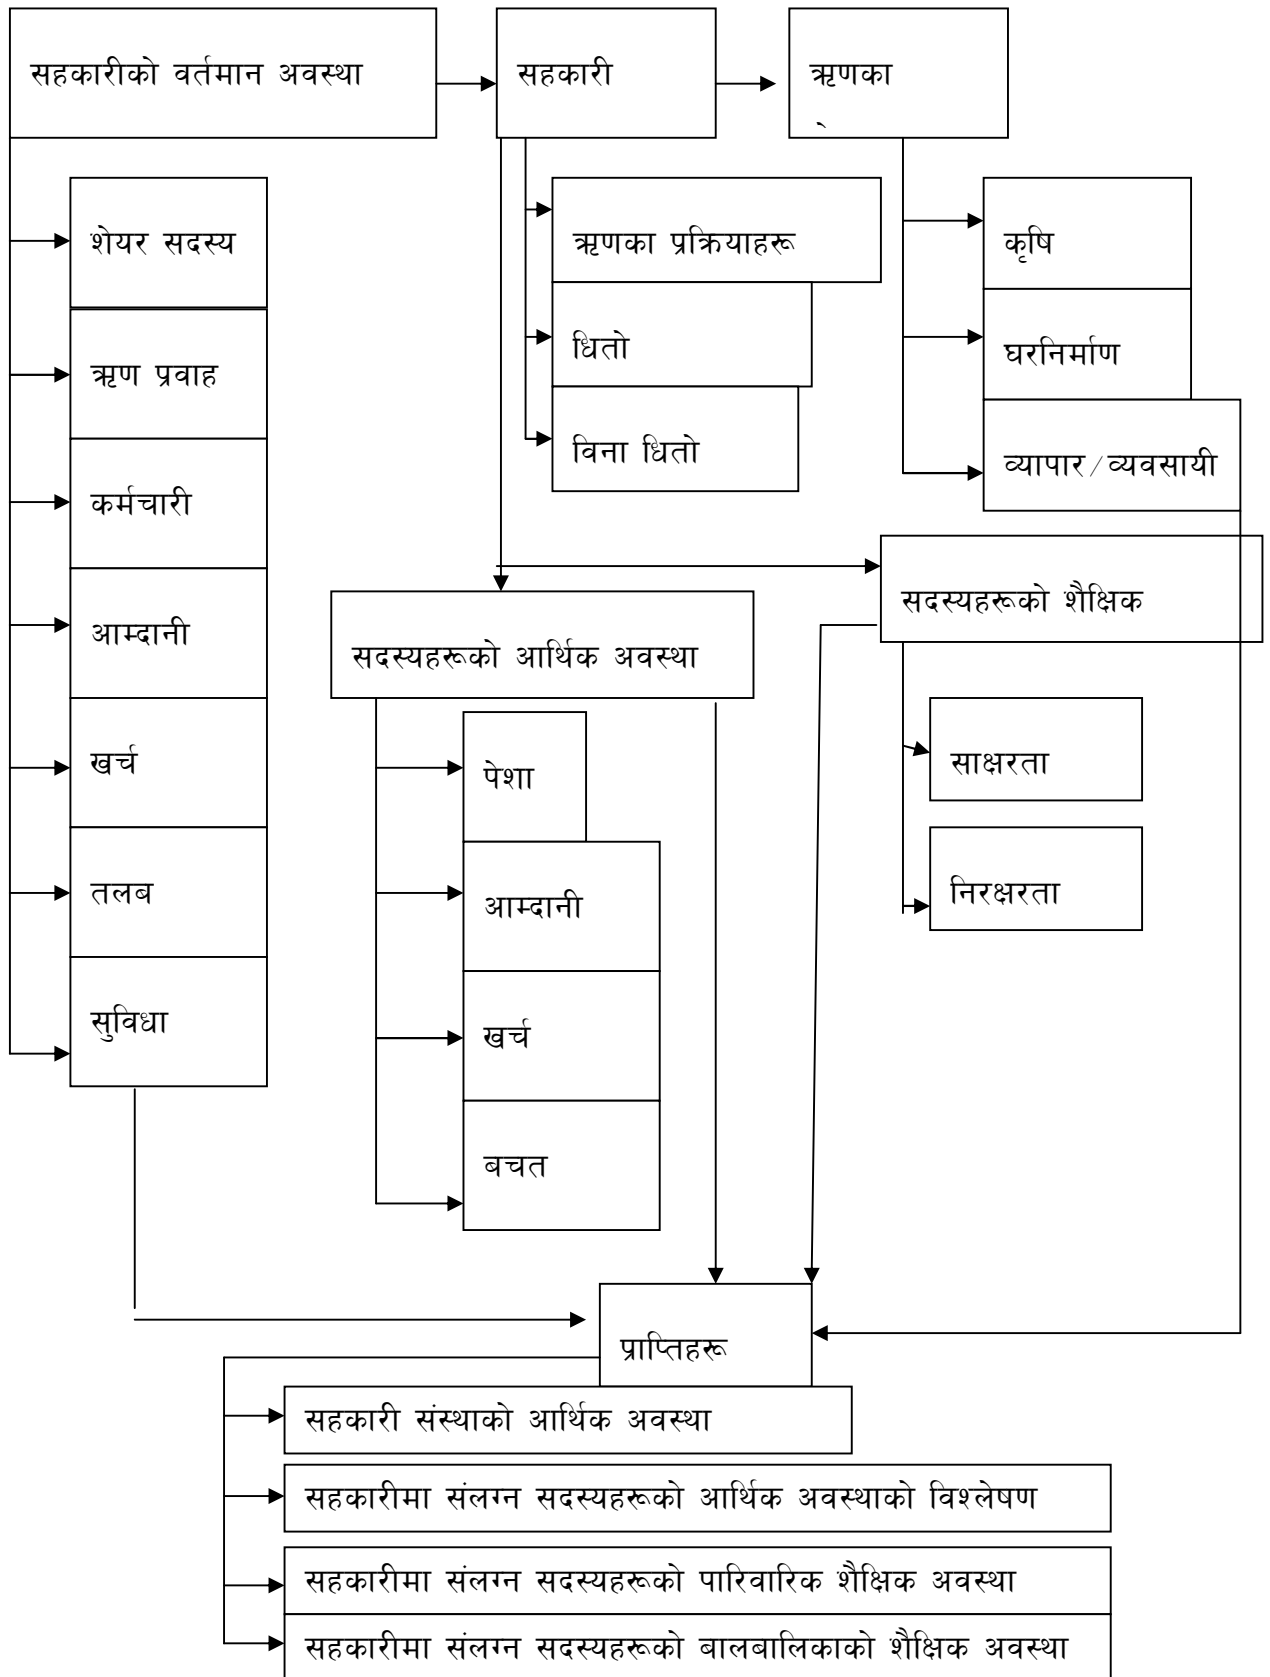 सहकारीको वर्तमान अवस्था
सहकारी
ऋणका
शेयर सदस्य
ऋण प्रवाह
कर्मचारी
आम्दानी
खर्च
तलब
सुविधा
ऋणका प्रक्रियाहरू
धितो
विना धितो
कृषि
घरनिर्माण
व्यापार/व्यवसायी
सदस्यहरूको आर्थिक अवस्था
पेशा
आम्दानी
खर्च
बचत
सदस्यहरूको शैक्षिक
साक्षरता
निरक्षरता
प्राप्तिहरू
सहकारी संस्थाको आर्थिक अवस्था
सहकारीमा संलग्न सदस्यहरूको आर्थिक अवस्थाको विश्लेषण
सहकारीमा संलग्न सदस्यहरूको पारिवारिक शैक्षिक अवस्था
सहकारीमा संलग्न सदस्यहरूको बालबालिकाको शैक्षिक अवस्था